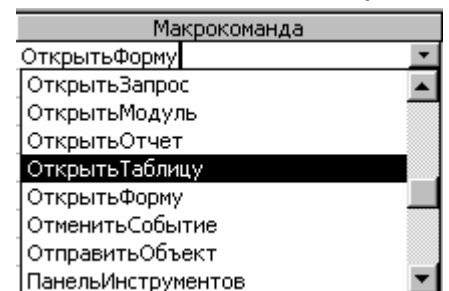 Макрокоманда
ОткрытьФорму
ОткрытьЗапрос
ОткрытьМодуль
ОткрытьОтчет
ОткрытьТаблицу
ОткрытьФорму
ОтменитьСобытие
ОтправитьОбъект
ПанельИнструментов